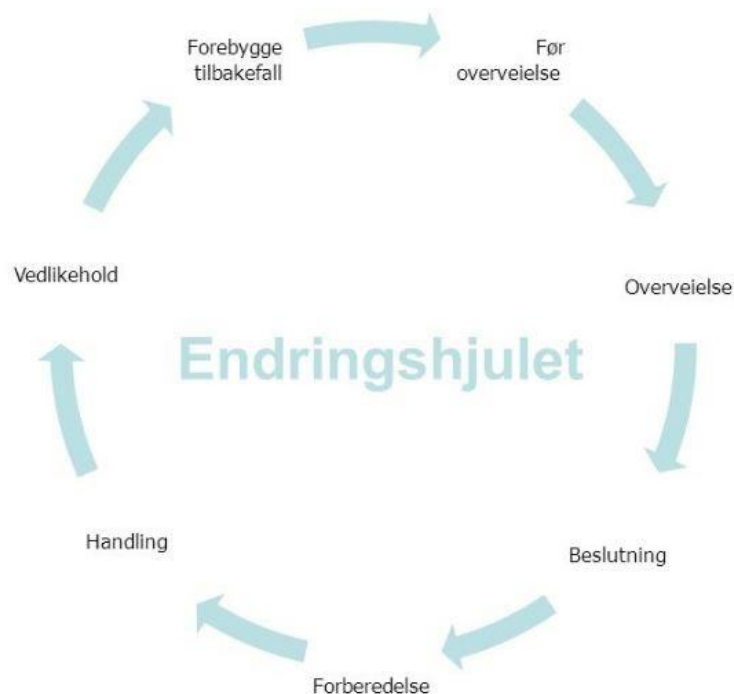 Forebygge
tilbakefall
Før
overveielse
Overveielse
Beslutning
Forberedelse
Handling
Vedlikehold
Endringshjulet